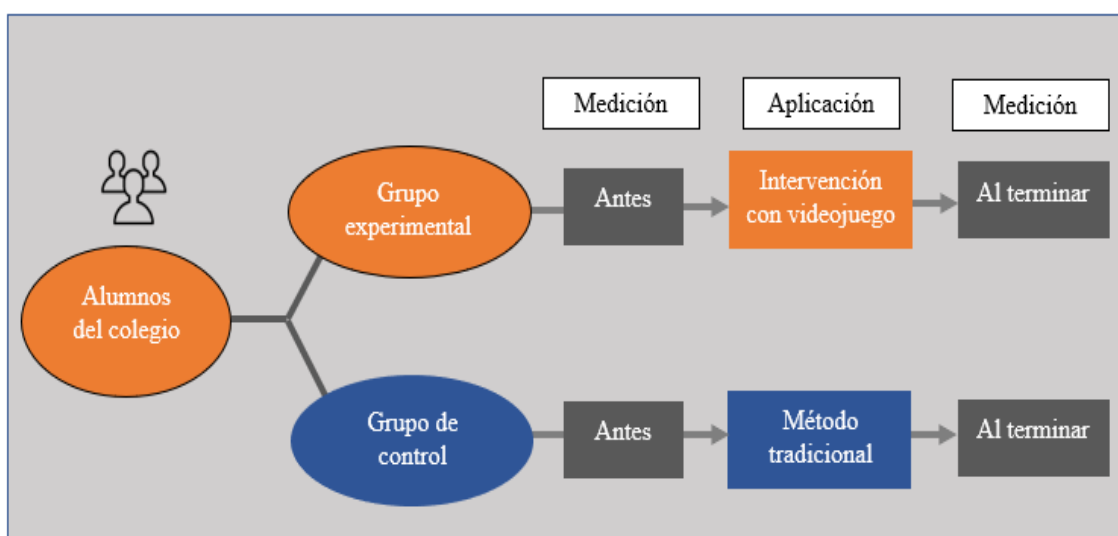 Medición
Aplicación
Medición
Grupo
experimental
Antes
Intervención
con videojuego
Al terminar
Alumnos
del colegio
Grupo de
control
Antes
Método
tradicional
Al terminar